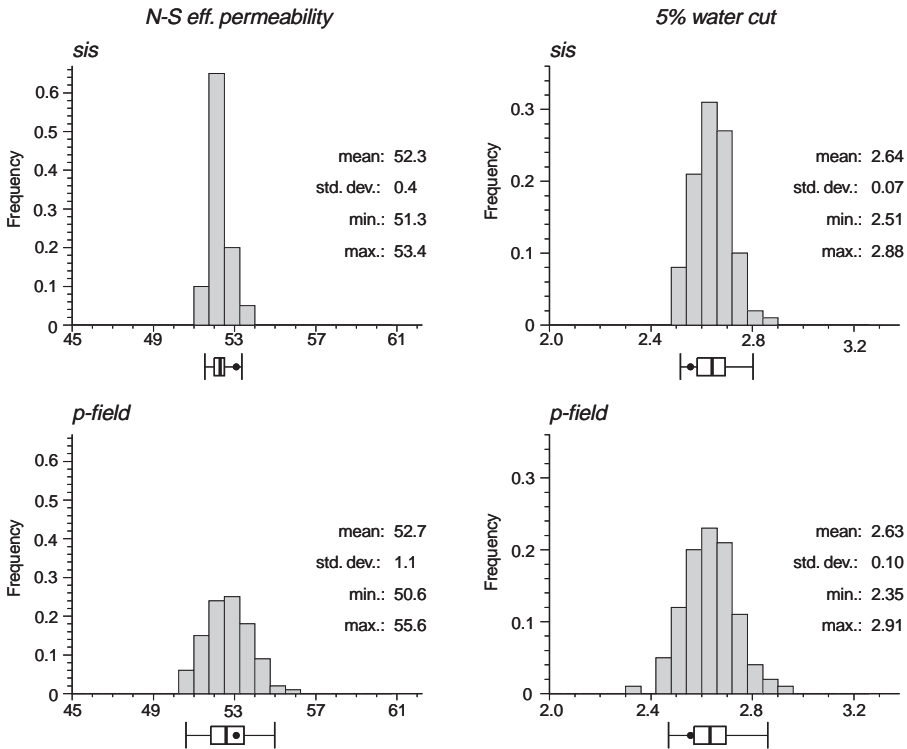 N-S eff. permeability
5% water cut
sis
Frequency
0.6
0.5
0.4
0.3
0.2
0.1
0
45 49 53 57 61
mean: 52.3
std. dev.: 0.4
min.: 51.3
max.: 53.4
sis
Frequency
0.3
0.2
0.1
0
2.0 2.4 2.8 3.2
mean: 2.64
std. dev.: 0.07
min.: 2.51
max.: 2.88
p-field
Frequency
0.6
0.5
0.4
0.3
0.2
0.1
0
45 49 53 57 61
mean: 52.7
std. dev.: 1.1
min.: 50.6
max.: 55.6
p-field
Frequency
0.3
0.2
0.1
0
2.0 2.4 2.8 3.2
mean: 2.63
std. dev.: 0.10
min.: 2.35
max.: 2.91